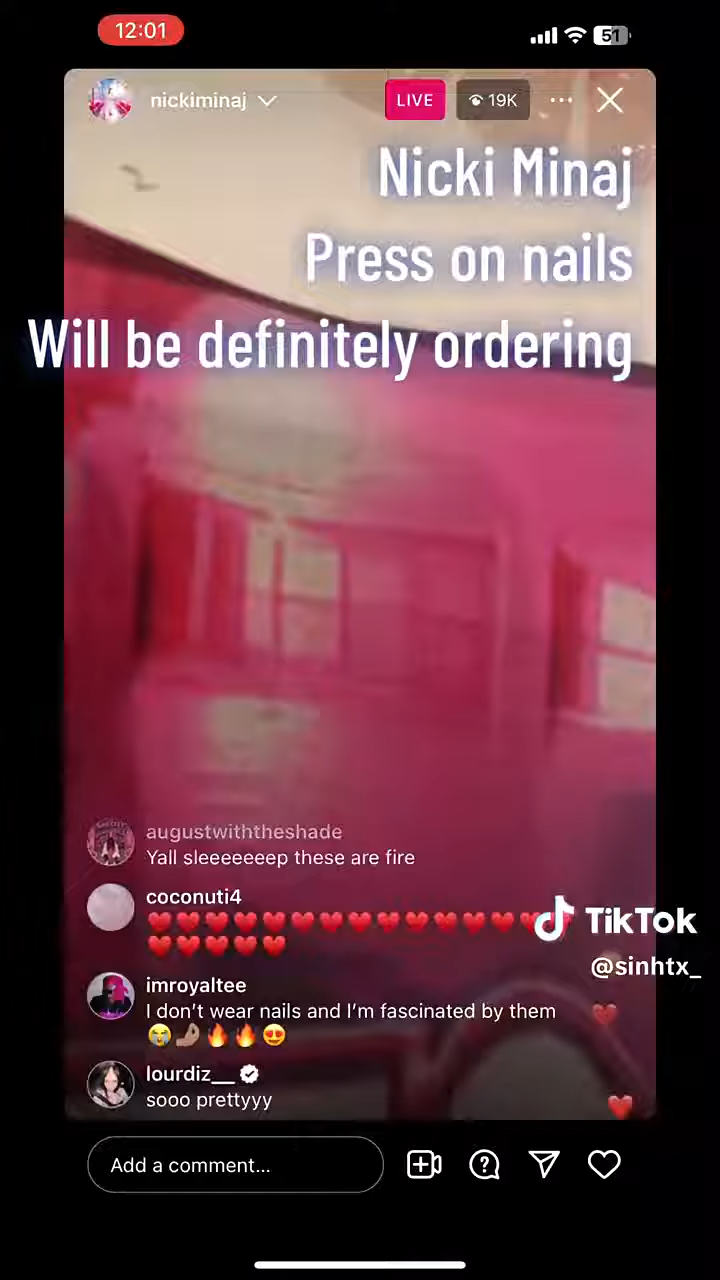 12:01
51
nickiminaj
LIVE
19K
Nicki Minaj
Press on nails
Will be definitely ordering
augustwiththeshade
Yall sleeeeeeep these are fire
coconuti4
❤️❤️❤️❤️❤️❤️❤️❤️❤️❤️❤️❤️❤️❤️❤️
❤️❤️❤️❤️❤️
TikTok
@sinhtx_
imroyaltee
I don’t wear nails and I’m fascinated by them
😭🤌🏼🔥🔥😍
lourdiz__
sooo prettyyy
Add a comment...